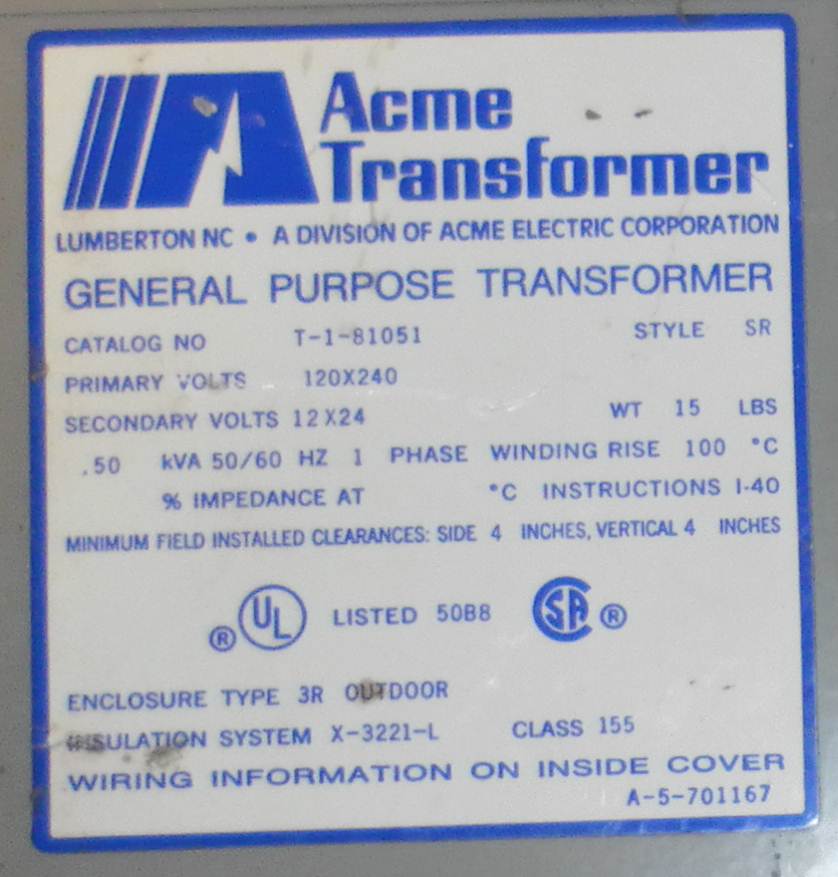 Acme
Transformer
LUMBERTON NC • A DIVISION OF ACME ELECTRIC CORPORATION
GENERAL PURPOSE TRANSFORMER
CATALOG NO T-1-81051 STYLE SR
PRIMARY VOLTS 120X240
SECONDARY VOLTS 12X24 WT 15 LBS
.50 kVA 50/60 HZ 1 PHASE WINDING RISE 100 °C
% IMPEDANCE AT °C INSTRUCTIONS I-40
MINIMUM FIELD INSTALLED CLEARANCES: SIDE 4 INCHES, VERTICAL 4 INCHES
® UL LISTED 50B8 SA ®
ENCLOSURE TYPE 3R OUTDOOR
INSULATION SYSTEM X-3221-L CLASS 155
WIRING INFORMATION ON INSIDE COVER
A-5-701167